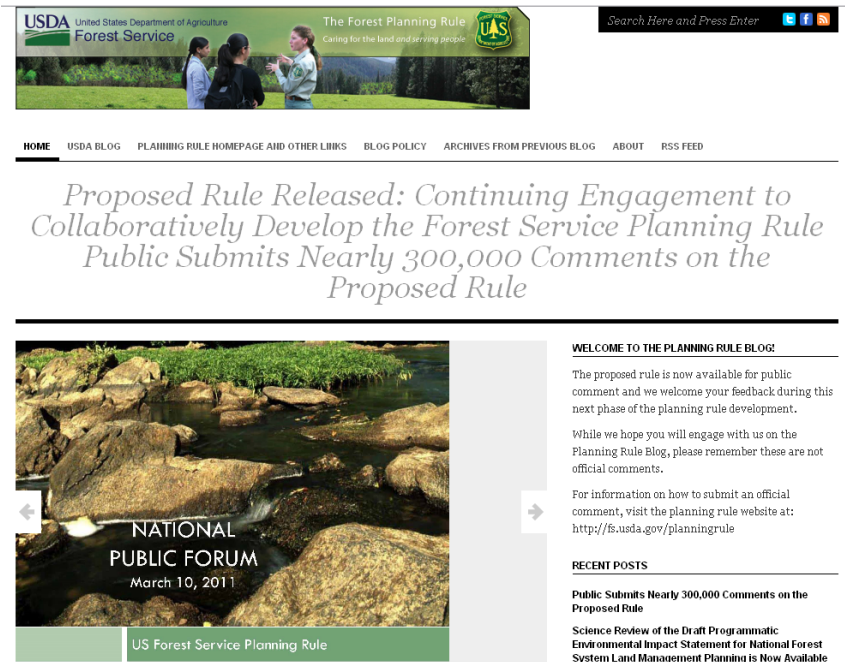 USDA United States Department of Agriculture
Forest Service
The Forest Planning Rule
Caring for the land and serving people
FOREST SERVICE
U S
Search Here and Press Enter
HOME USDA BLOG PLANNING RULE HOMEPAGE AND OTHER LINKS BLOG POLICY ARCHIVES FROM PREVIOUS BLOG ABOUT RSS FEED
Proposed Rule Released: Continuing Engagement to
Collaboratively Develop the Forest Service Planning Rule
Public Submits Nearly 300,000 Comments on the
Proposed Rule
NATIONAL
PUBLIC FORUM
March 10, 2011
US Forest Service Planning Rule
WELCOME TO THE PLANNING RULE BLOG!
The proposed rule is now available for public
comment and we welcome your feedback during this
next phase of the planning rule development.
While we hope you will engage with us on the
Planning Rule Blog, please remember these are not
official comments.
For information on how to submit an official
comment, visit the planning rule website at:
http://fs.usda.gov/planningrule
RECENT POSTS
Public Submits Nearly 300,000 Comments on the
Proposed Rule
Science Review of the Draft Programmatic
Environmental Impact Statement for National Forest
System Land Management Planning is Now Available